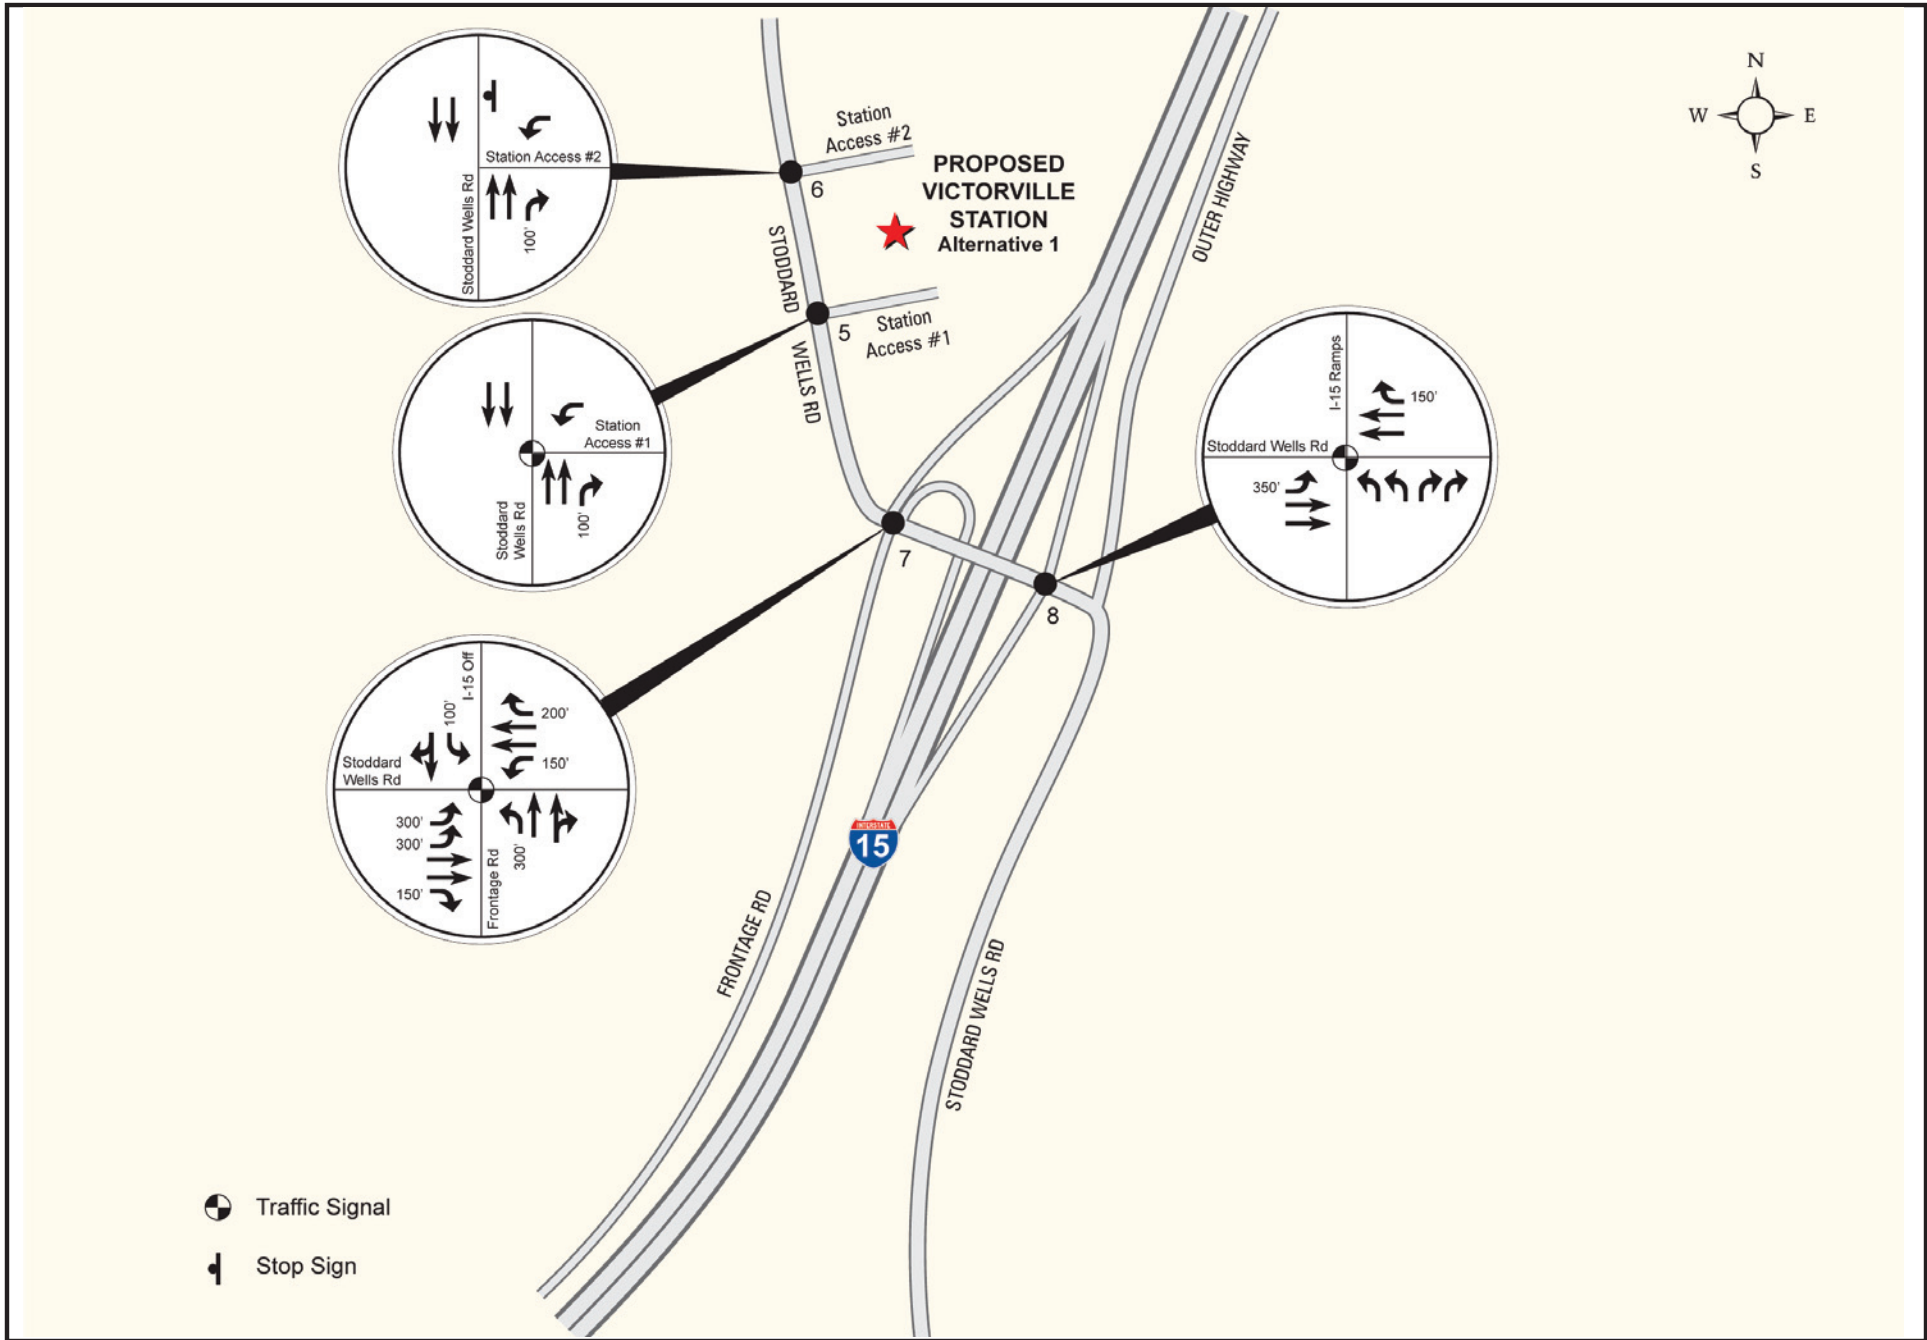 Stoddard Wells Rd
Station Access #2
100'
Stoddard
Wells Rd
Station
Access #1
100'
Stoddard
Wells Rd
I-15 Off
Frontage Rd
100'
200'
150'
300'
300'
150'
300'
Station
Access #2
6
PROPOSED
VICTORVILLE
STATION
Alternative 1
STODDARD
WELLS RD
5
Station
Access #1
OUTER HIGHWAY
N
W
E
S
I-15 Ramps
150'
Stoddard Wells Rd
350'
7
8
INTERSTATE
15
FRONTAGE RD
STODDARD WELLS RD
Traffic Signal
Stop Sign